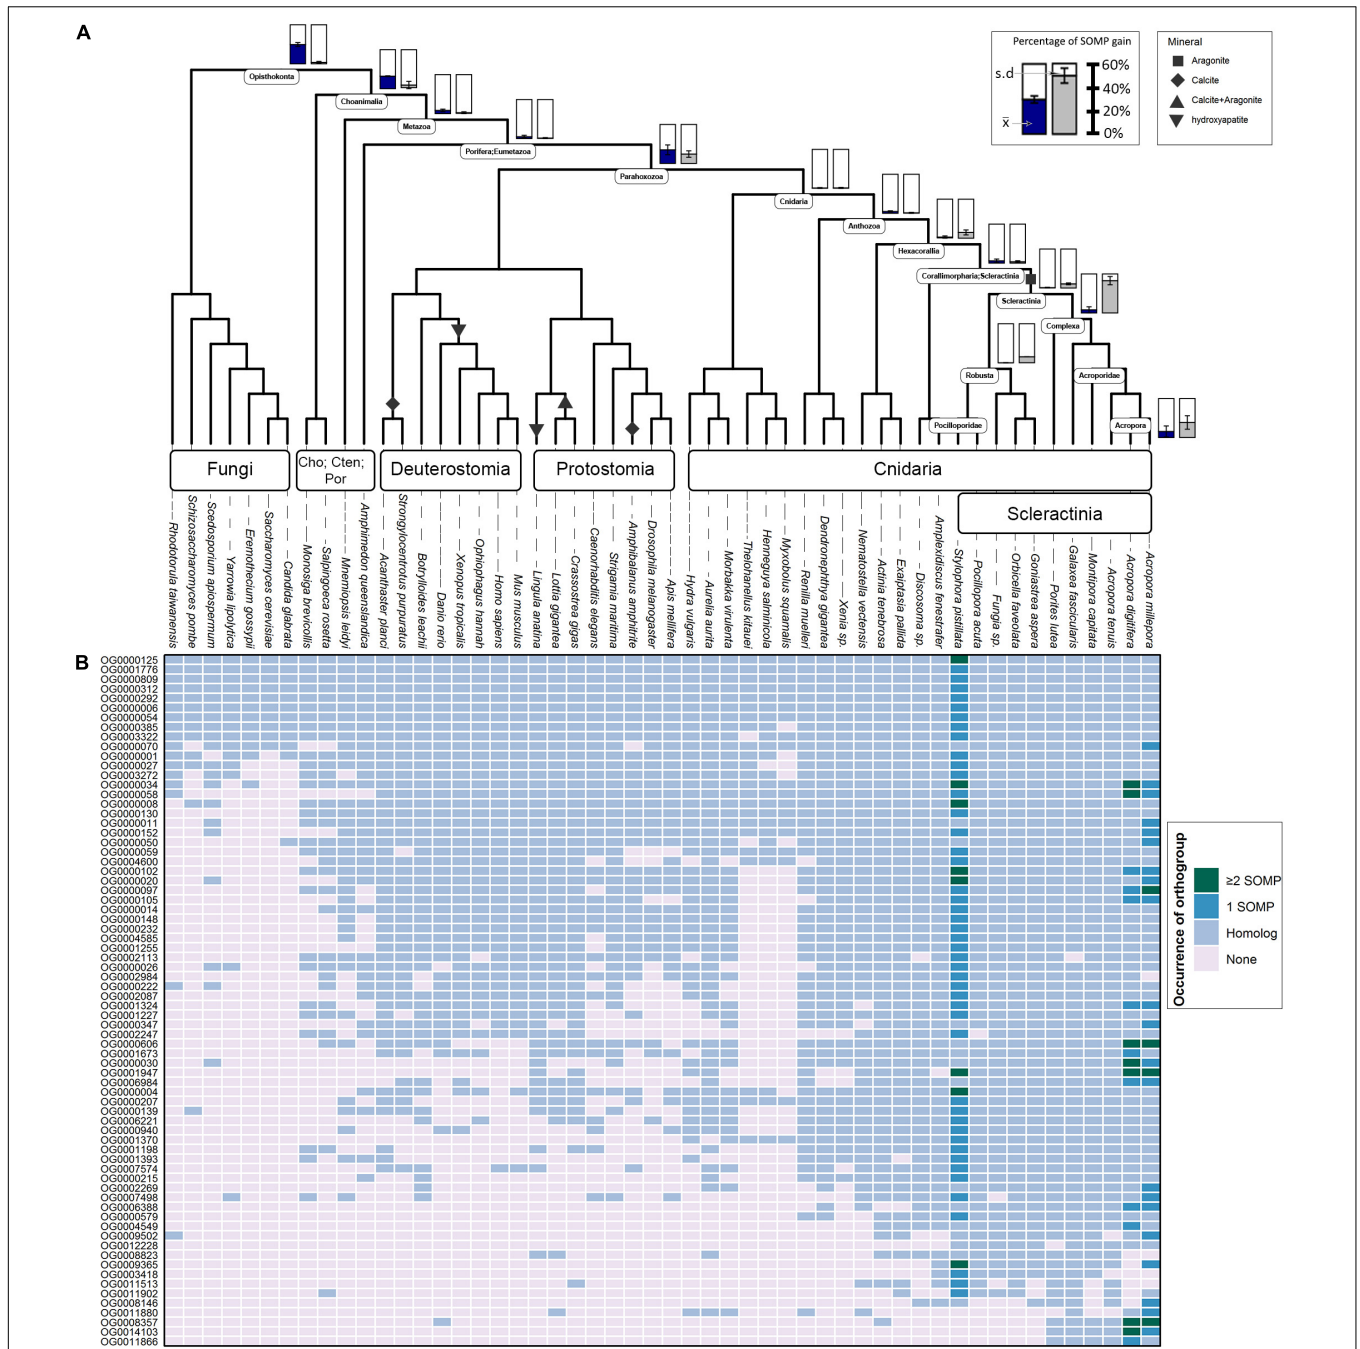 A
Percentage of SOMP gain
s.d
x̄
60%
40%
20%
0%
Mineral
Aragonite
Calcite
Calcite+Aragonite
hydroxyapatite
Opisthokonta
Choanimalia
Metazoa
Porifera;Eumetazoa
Parahoxozoa
Cnidaria
Anthozoa
Hexacorallia
Corallimorpharia;Scleractinia
Scleractinia
Complexa
Robusta
Acroporidae
Pocilloporidae
Acropora
Fungi
Cho; Cten;
Por
Deuterostomia
Protostomia
Cnidaria
Scleractinia
Rhodotorula taiwanensis
Schizosaccharomyces pombe
Scedosporium apiospermum
Yarrowia lipolytica
Eremothecium gossypii
Saccharomyces cerevisiae
Candida glabrata
Monosiga brevicollis
Salpingoeca rosetta
Mnemiopsis leidyi
Amphimedon queenslandica
Acanthaster planci
Strongylocentrotus purpuratus
Botrylloides leachii
Danio rerio
Xenopus tropicalis
Ophiophagus hannah
Homo sapiens
Mus musculus
Lingula anatina
Lottia gigantea
Crassostrea gigas
Caenorhabditis elegans
Strigamia maritima
Amphibalanus amphitrite
Drosophila melanogaster
Apis mellifera
Hydra vulgaris
Aurelia aurita
Morbakka virulenta
Thelohanellus kitauei
Henneguya salminicola
Myxobolus squamalis
Renilla muelleri
Dendronephthya gigantea
Xenia sp.
Nematostella vectensis
Actinia tenebrosa
Exaiptasia pallida
Discosoma sp.
Amplexidiscus fenestrafer
Stylophora pistillata
Pocillopora acuta
Fungia sp.
Orbicella faveolata
Goniastrea aspera
Porites lutea
Galaxea fascicularis
Montipora capitata
Acropora tenuis
Acropora digitifera
Acropora millepora
B
OG0000125
OG0001776
OG0000809
OG0000312
OG0000292
OG0000006
OG0000054
OG0000385
OG0003322
OG0000070
OG0000001
OG0000027
OG0003272
OG0000034
OG0000058
OG0000008
OG0000130
OG0000011
OG0000152
OG0000050
OG0000059
OG0004600
OG0000102
OG0000020
OG0000097
OG0000105
OG0000014
OG0000148
OG0000232
OG0004585
OG0001255
OG0002113
OG0000026
OG0002984
OG0000222
OG0002087
OG0001324
OG0001227
OG0000347
OG0002247
OG0000606
OG0001673
OG0000030
OG0001947
OG0006984
OG0000004
OG0000207
OG0000139
OG0006221
OG0000940
OG0001370
OG0001198
OG0001393
OG0007574
OG0000215
OG0002269
OG0007498
OG0006388
OG0000579
OG0004549
OG0009502
OG0012228
OG0008823
OG0009365
OG0003418
OG0011513
OG0011902
OG0008146
OG0011880
OG0008357
OG0014103
OG0011866
Occurrence of orthogroup
≥2 SOMP
1 SOMP
Homolog
None